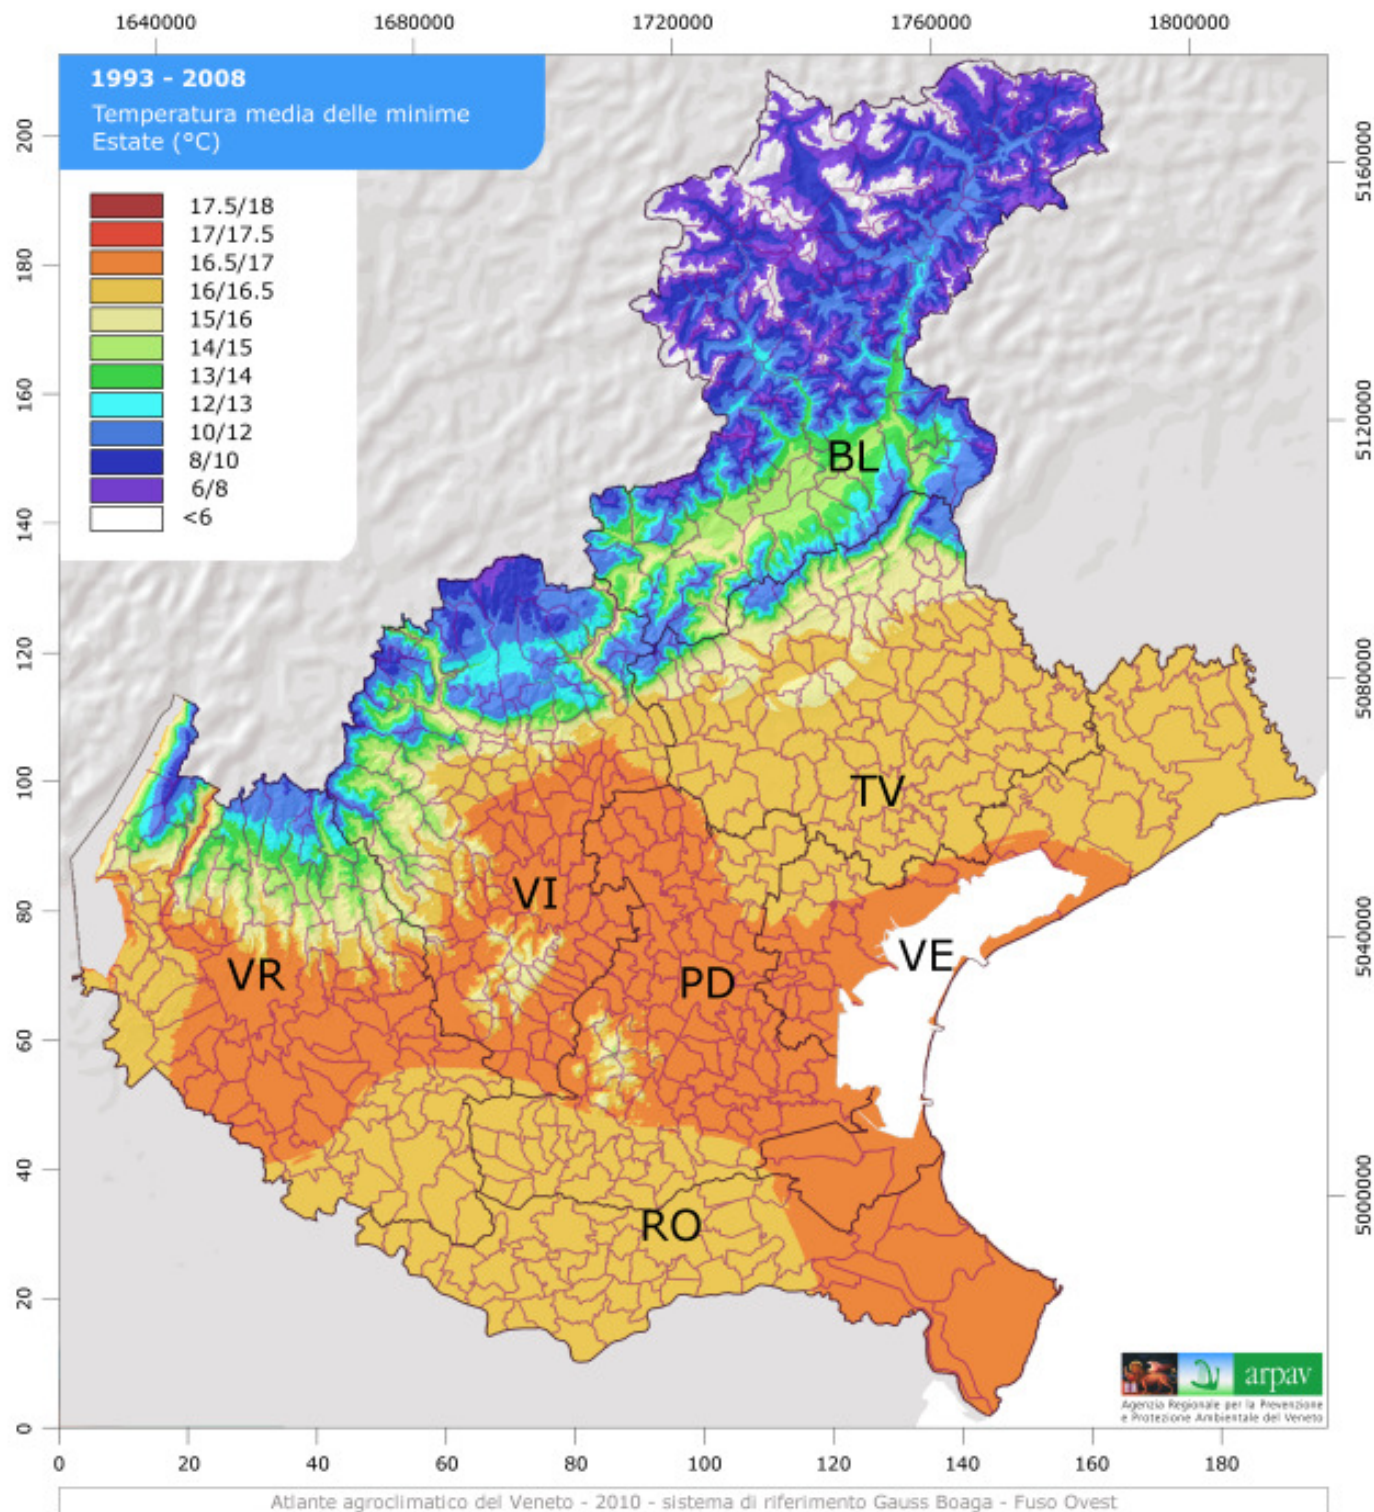 1640000 1680000 1720000 1760000 1800000
1993 - 2008
Temperatura media delle minime
Estate (°C)
17.5/18
17/17.5
16.5/17
16/16.5
15/16
14/15
13/14
12/13
10/12
8/10
6/8
<6
200
180
160
140
120
100
80
60
40
20
0
5160000
5120000
5080000
5040000
5000000
BL
TV
VI
VE
VR
PD
RO
arpav
Agenzia Regionale per la Prevenzione
e Protezione Ambientale del Veneto
0 20 40 60 80 100 120 140 160 180
Atlante agroclimatico del Veneto - 2010 - sistema di riferimento Gauss Boaga - Fuso Ovest